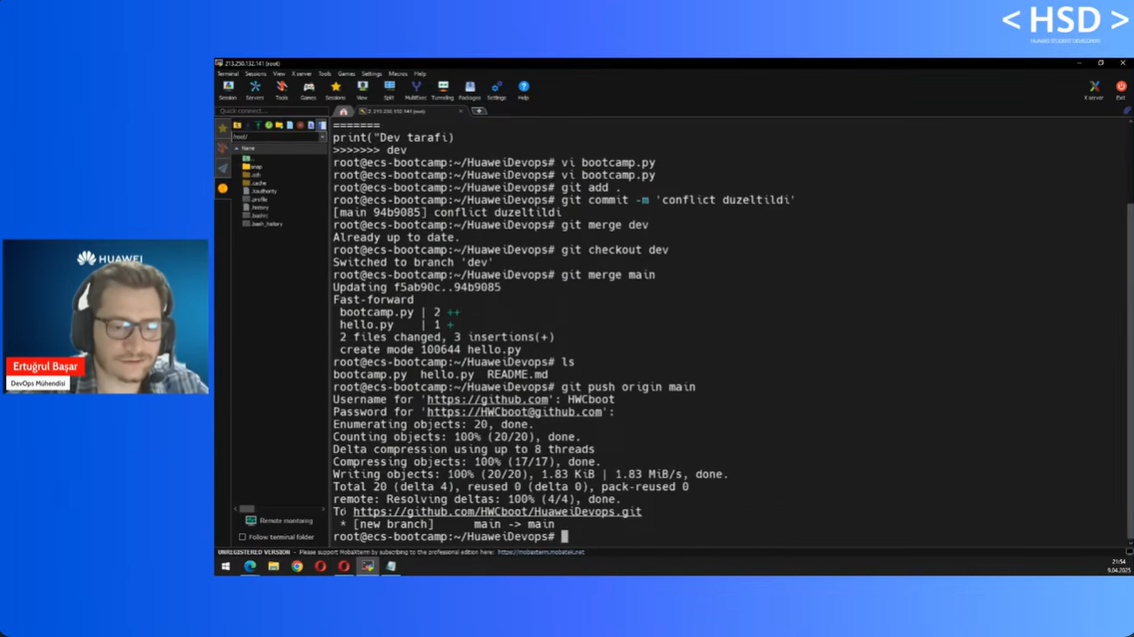 < HSD >
HUAWEI STUDENT DEVELOPERS
213.250.132.141 (root)
Terminal Sessions View X server Tools Games Settings Macros Help
Session Servers Tools Games Sessions View Split MultiExec Tunneling Packages Settings Help X server Exit
Quick connect...
2. 213.250.132.141 (root)
/root/
Name
..
snap
.ssh
.cache
.Xauthority
.profile
.history
.bashrc
.bash_history
Remote monitoring
Follow terminal folder
=======
print("Dev tarafi)
>>>>>>> dev
root@ecs-bootcamp:~/HuaweiDevops# vi bootcamp.py
root@ecs-bootcamp:~/HuaweiDevops# vi bootcamp.py
root@ecs-bootcamp:~/HuaweiDevops# git add .
root@ecs-bootcamp:~/HuaweiDevops# git commit -m 'conflict duzeltildi'
[main 94b9085] conflict duzeltildi
root@ecs-bootcamp:~/HuaweiDevops# git merge dev
Already up to date.
root@ecs-bootcamp:~/HuaweiDevops# git checkout dev
Switched to branch 'dev'
root@ecs-bootcamp:~/HuaweiDevops# git merge main
Updating f5ab90c..94b9085
Fast-forward
bootcamp.py | 2 ++
hello.py | 1 +
2 files changed, 3 insertions(+)
create mode 100644 hello.py
root@ecs-bootcamp:~/HuaweiDevops# ls
bootcamp.py hello.py README.md
root@ecs-bootcamp:~/HuaweiDevops# git push origin main
Username for 'https://github.com': HWCboot
Password for 'https://HWCboot@github.com':
Enumerating objects: 20, done.
Counting objects: 100% (20/20), done.
Delta compression using up to 8 threads
Compressing objects: 100% (17/17), done.
Writing objects: 100% (20/20), 1.83 KiB | 1.83 MiB/s, done.
Total 20 (delta 4), reused 0 (delta 0), pack-reused 0
remote: Resolving deltas: 100% (4/4), done.
To https://github.com/HWCboot/HuaweiDevops.git
* [new branch] main -> main
root@ecs-bootcamp:~/HuaweiDevops#
UNREGISTERED VERSION - Please support MobaXterm by subscribing to the professional edition here: https://mobaxterm.mobatek.net
21:54
9.04.2025
HUAWEI
Ertuğrul Başar
DevOps Mühendisi